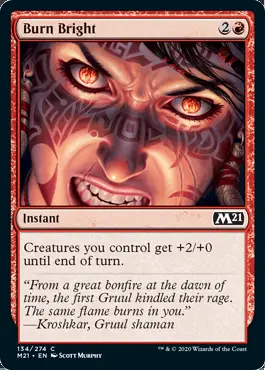 Burn Bright 2
Instant M21
Creatures you control get +2/+0
until end of turn.
“From a great bonfire at the dawn of
time, the first Gruul kindled their rage.
The same flame burns in you.”
—Kroshkar, Gruul shaman
134/274 C
M21 • EN SCOTT MURPHY ™ & © 2020 Wizards of the Coast